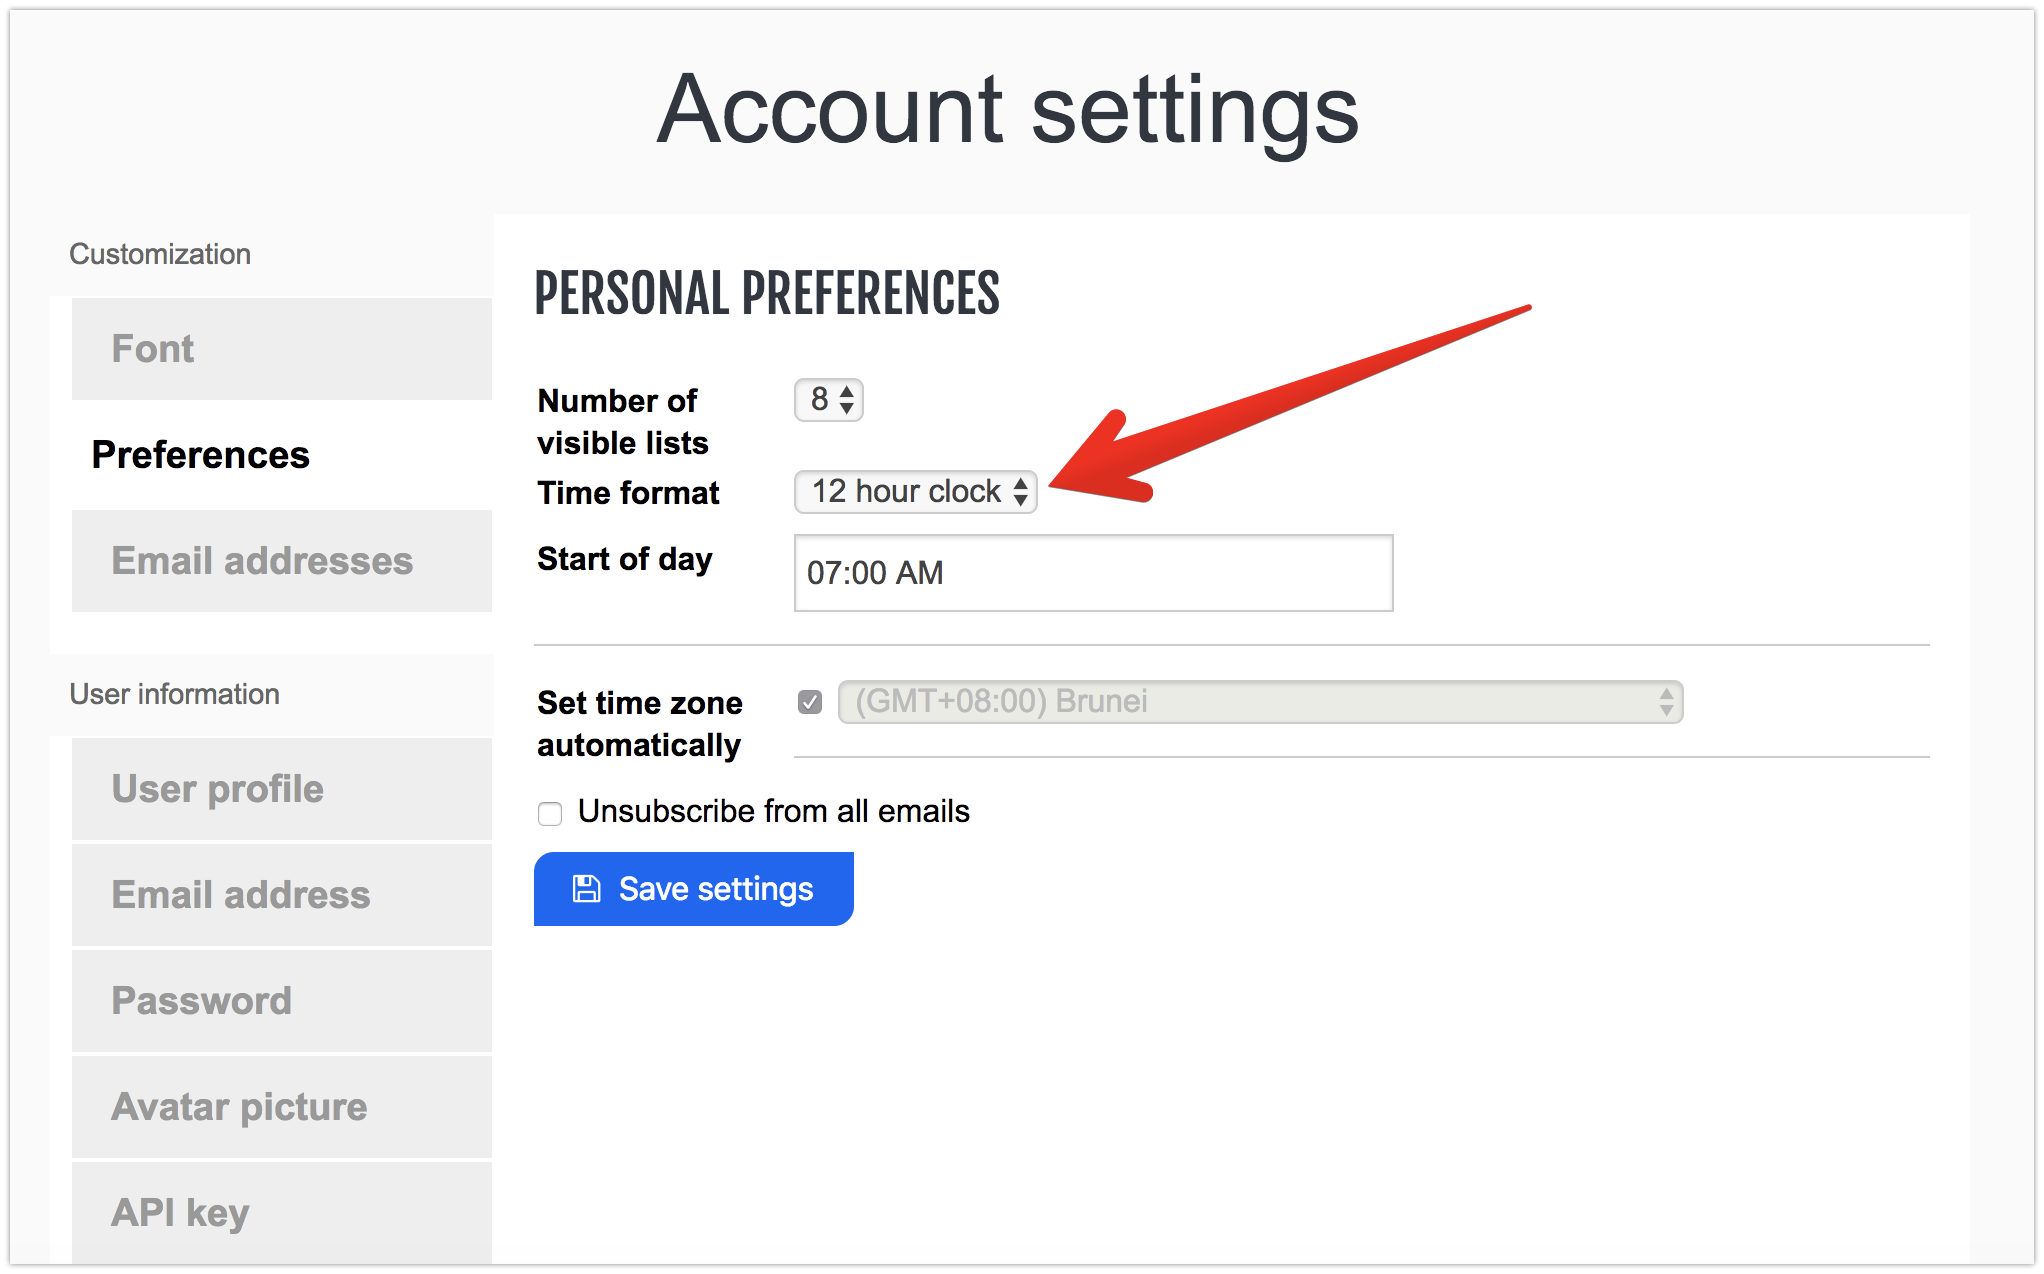 Account settings
Customization
Font
Preferences
Email addresses
User information
User profile
Email address
Password
Avatar picture
API key
PERSONAL PREFERENCES
Number of
visible lists
8
Time format
12 hour clock
Start of day
07:00 AM
Set time zone
automatically
(GMT+08:00) Brunei
Unsubscribe from all emails
Save settings